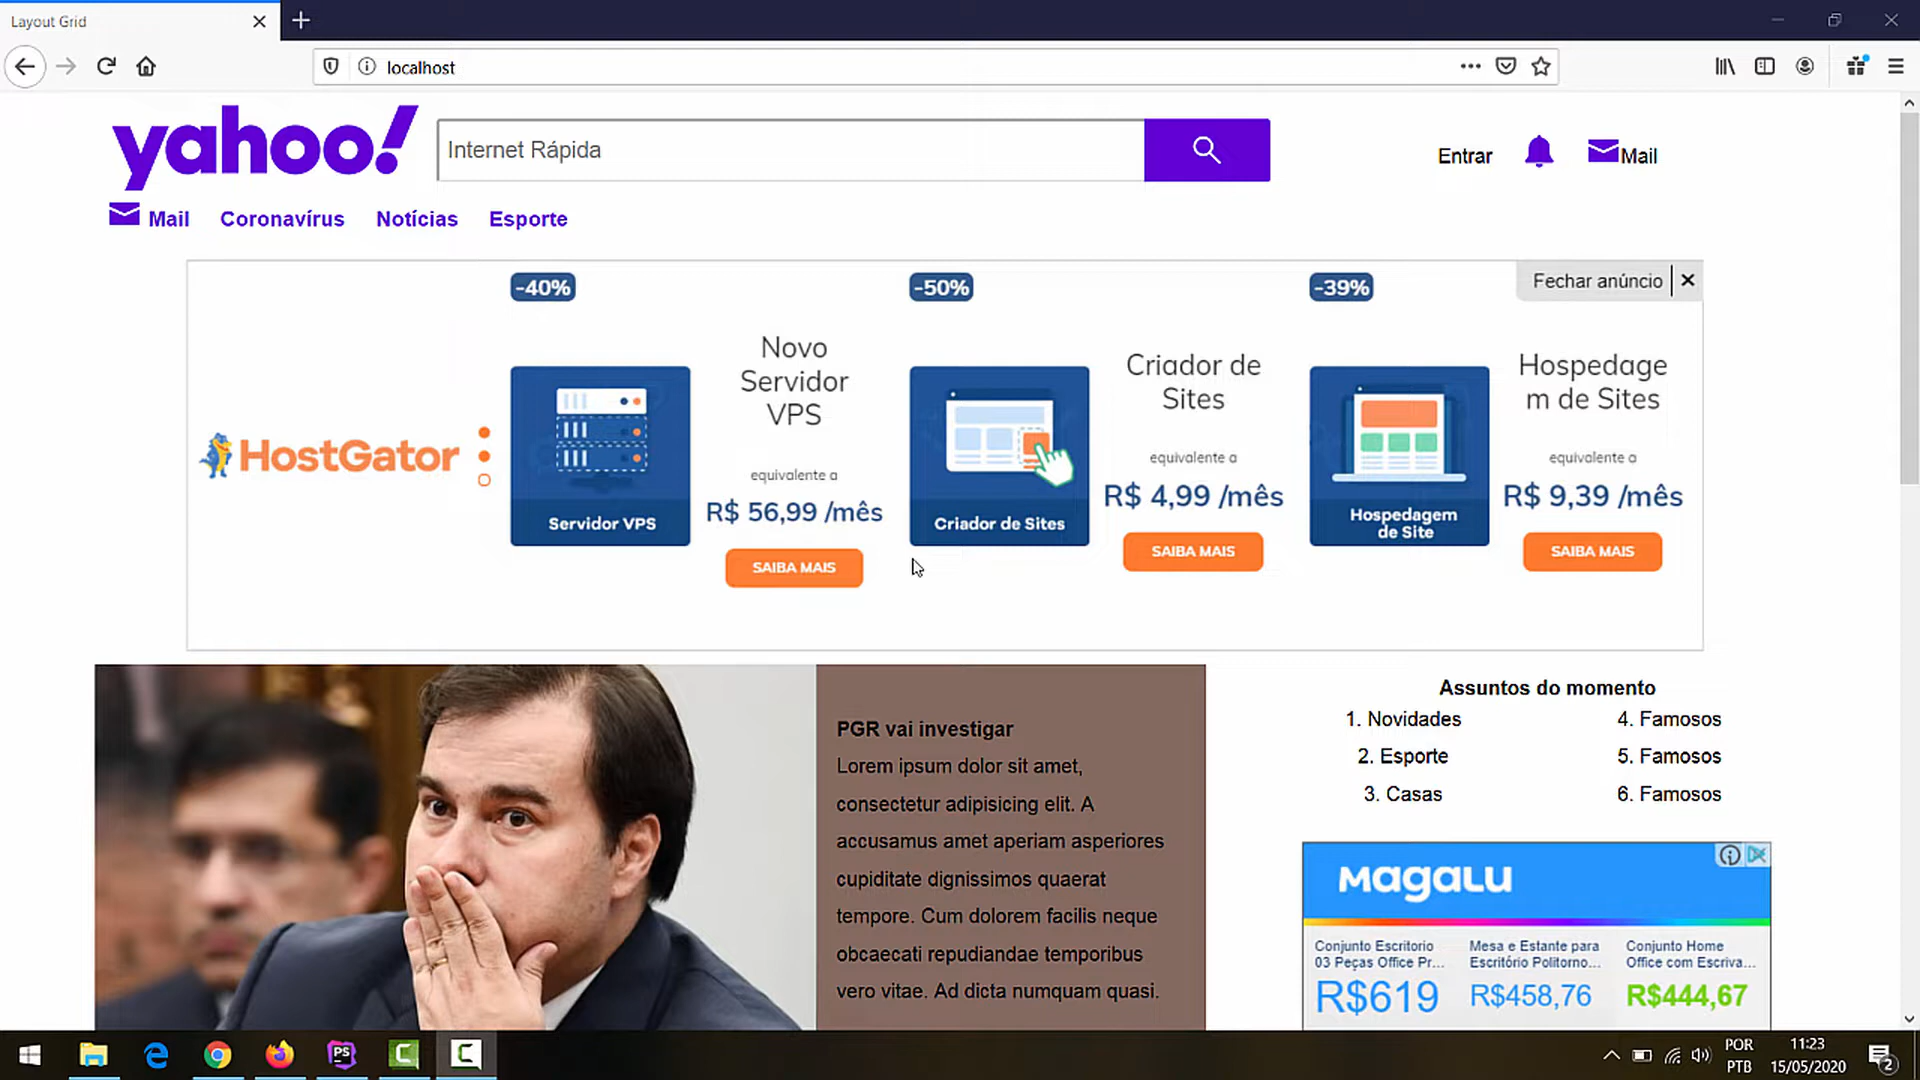 Layout Grid
localhost
yahoo!
Internet Rápida
Entrar
Mail
Mail
Coronavírus
Notícias
Esporte
-40%
-50%
-39%
Fechar anúncio
HostGator
Servidor VPS
Novo
Servidor
VPS
equivalente a
R$ 56,99 /mês
SAIBA MAIS
Criador de Sites
Criador de
Sites
equivalente a
R$ 4,99 /mês
SAIBA MAIS
Hospedagem
de Site
Hospedage
m de Sites
equivalente a
R$ 9,39 /mês
SAIBA MAIS
PGR vai investigar
Lorem ipsum dolor sit amet,
consectetur adipisicing elit. A
accusamus amet aperiam asperiores
cupiditate dignissimos quaerat
tempore. Cum dolorem facilis neque
obcaecati repudiandae temporibus
vero vitae. Ad dicta numquam quasi.
Assuntos do momento
1. Novidades
2. Esporte
3. Casas
4. Famosos
5. Famosos
6. Famosos
MAGALU
Conjunto Escritorio
03 Peças Office Pr...
R$619
Mesa e Estante para
Escritório Politorno...
R$458,76
Conjunto Home
Office com Escriva...
R$444,67
PS
C
C
POR
PTB
11:23
15/05/2020
2